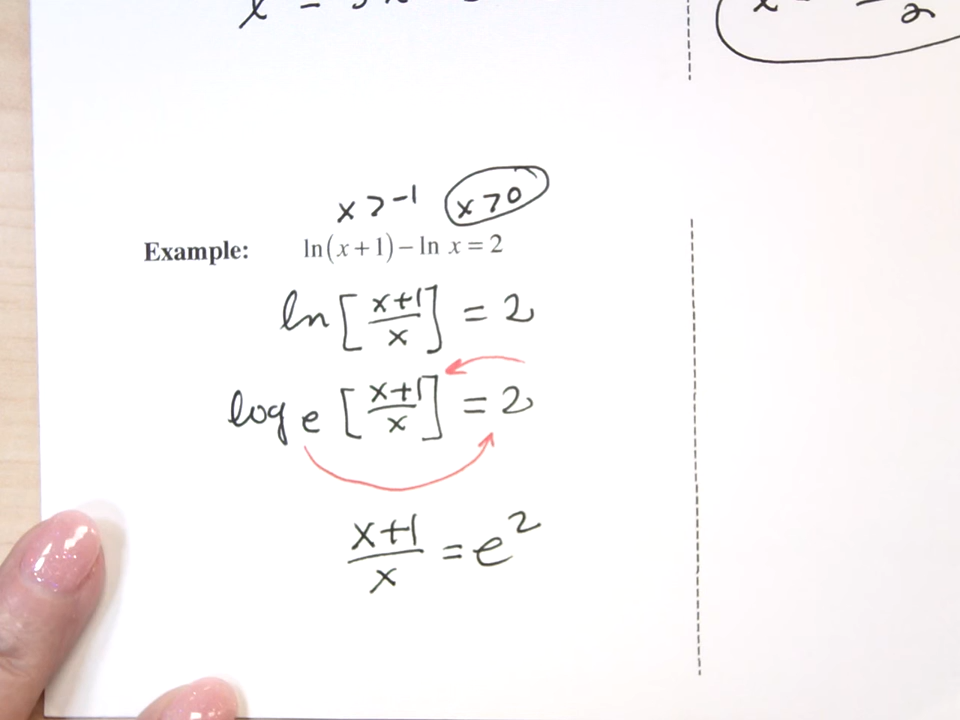 x > -1 x > 0
Example: ln(x+1) − ln x = 2
ln [ (x+1)/x ] = 2
log e [ (x+1)/x ] = 2
(x+1)/x = e^2